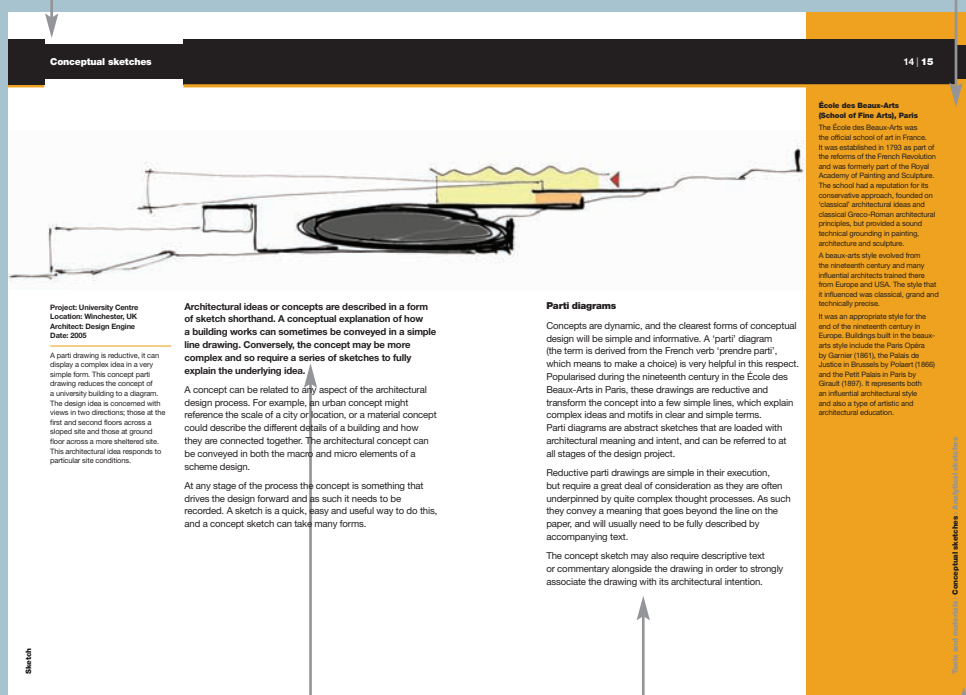 Conceptual sketches
14 | 15
Project: University Centre
Location: Winchester, UK
Architect: Design Engine
Date: 2005
A parti drawing is reductive, it can
display a complex idea in a very
simple form. This concept parti
drawing reduces the concept of
a university building to a diagram.
The design idea is concerned with
views in two directions; those at the
first and second floors across a
sloped site and those at ground
floor across a more sheltered site.
This architectural idea responds to
particular site conditions.
Architectural ideas or concepts are described in a form
of sketch shorthand. A conceptual explanation of how
a building works can sometimes be conveyed in a simple
line drawing. Conversely, the concept may be more
complex and so require a series of sketches to fully
explain the underlying idea.
A concept can be related to any aspect of the architectural
design process. For example, an urban concept might
reference the scale of a city or location, or a material concept
could describe the different details of a building and how
they are connected together. The architectural concept can
be conveyed in both the macro and micro elements of a
scheme design.
At any stage of the process the concept is something that
drives the design forward and as such it needs to be
recorded. A sketch is a quick, easy and useful way to do this,
and a concept sketch can take many forms.
Parti diagrams
Concepts are dynamic, and the clearest forms of conceptual
design will be simple and informative. A ‘parti’ diagram
(the term is derived from the French verb ‘prendre parti’,
which means to make a choice) is very helpful in this respect.
Popularised during the nineteenth century in the École des
Beaux-Arts in Paris, these drawings are reductive and
transform the concept into a few simple lines, which explain
complex ideas and motifs in clear and simple terms.
Parti diagrams are abstract sketches that are loaded with
architectural meaning and intent, and can be referred to at
all stages of the design project.
Reductive parti drawings are simple in their execution,
but require a great deal of consideration as they are often
underpinned by quite complex thought processes. As such
they convey a meaning that goes beyond the line on the
paper, and will usually need to be fully described by
accompanying text.
The concept sketch may also require descriptive text
or commentary alongside the drawing in order to strongly
associate the drawing with its architectural intention.
École des Beaux-Arts
(School of Fine Arts), Paris
The École des Beaux-Arts was
the official school of art in France.
It was established in 1793 as part of
the reforms of the French Revolution
and was formerly part of the Royal
Academy of Painting and Sculpture.
The school had a reputation for its
conservative approach, founded on
‘classical’ architectural ideas and
classical Greco-Roman architectural
principles, but provided a sound
technical grounding in painting,
architecture and sculpture.
A beaux-arts style evolved from
the nineteenth century and many
influential architects trained there
from Europe and USA. The style that
it influenced was classical, grand and
technically precise.
It was an appropriate style for the
end of the nineteenth century in
Europe. Buildings built in the beaux-
arts style include the Paris Opéra
by Garnier (1861), the Palais de
Justice in Brussels by Polaert (1866)
and the Petit Palais in Paris by
Girault (1897). It represents both
an influential architectural style
and also a type of artistic and
architectural education.
Sketch
Tools and materials · Conceptual sketches · Analytical sketches